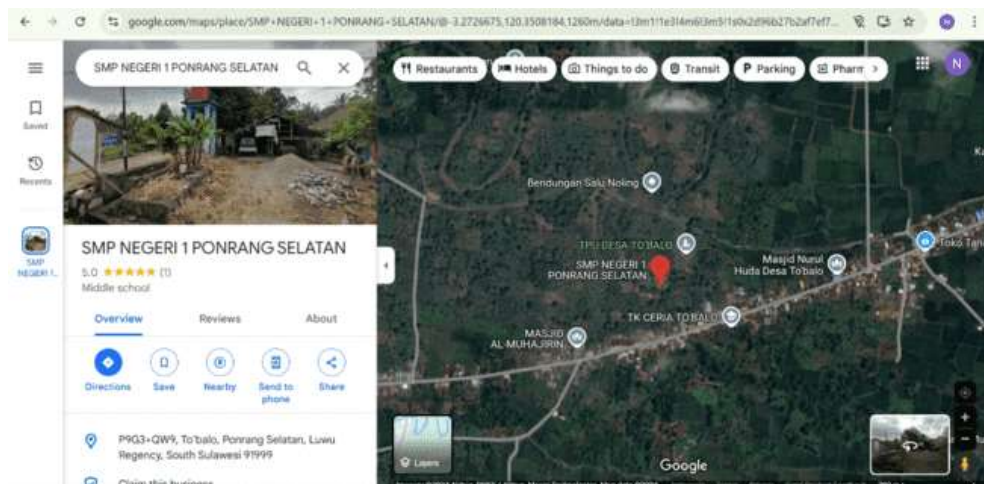 google.com/maps/place/SMP+NEGERI+1+PONRANG+SELATAN/@-3.2726675,120.3508184,1260m/
SMP NEGERI 1 PONRANG SELATAN
Restaurants
Hotels
Things to do
Transit
P Parking
Saved
Recents
SMP
NEGERI 1...
SMP NEGERI 1 PONRANG SELATAN
5.0 (1)
Middle school
Overview
Reviews
About
Directions
Save
Nearby
Send to
phone
Share
P9G3+QW9, To'balo, Ponrang Selatan, Luwu
Regency, South Sulawesi 91999
Claim this business
N
Bendungan Salu Noling
TPU DESA TO'BALO
SMP NEGERI 1
PONRANG SELATAN
Masjid Nurul
Huda Desa To'balo
Toko
TK CERIA TO'BALO
MASJID
AL-MUHAJIRIN
Layers
Google